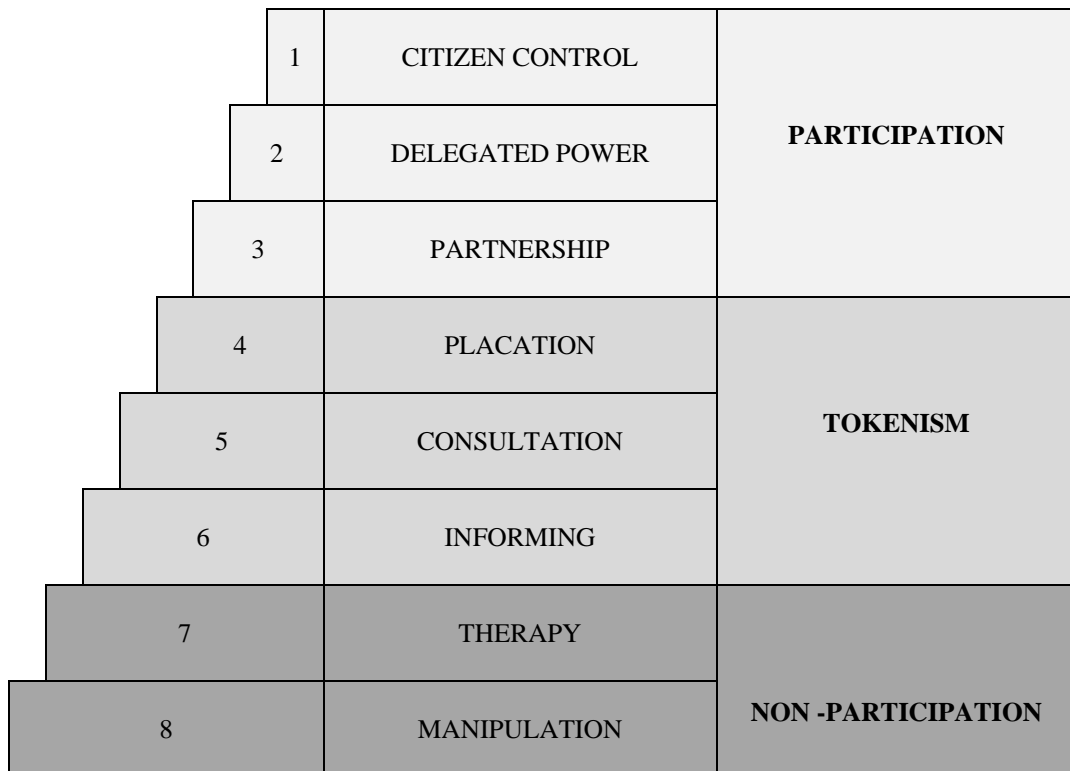 1 CITIZEN CONTROL
PARTICIPATION
2 DELEGATED POWER
3 PARTNERSHIP
4 PLACATION
TOKENISM
5 CONSULTATION
6 INFORMING
7 THERAPY
NON -PARTICIPATION
8 MANIPULATION